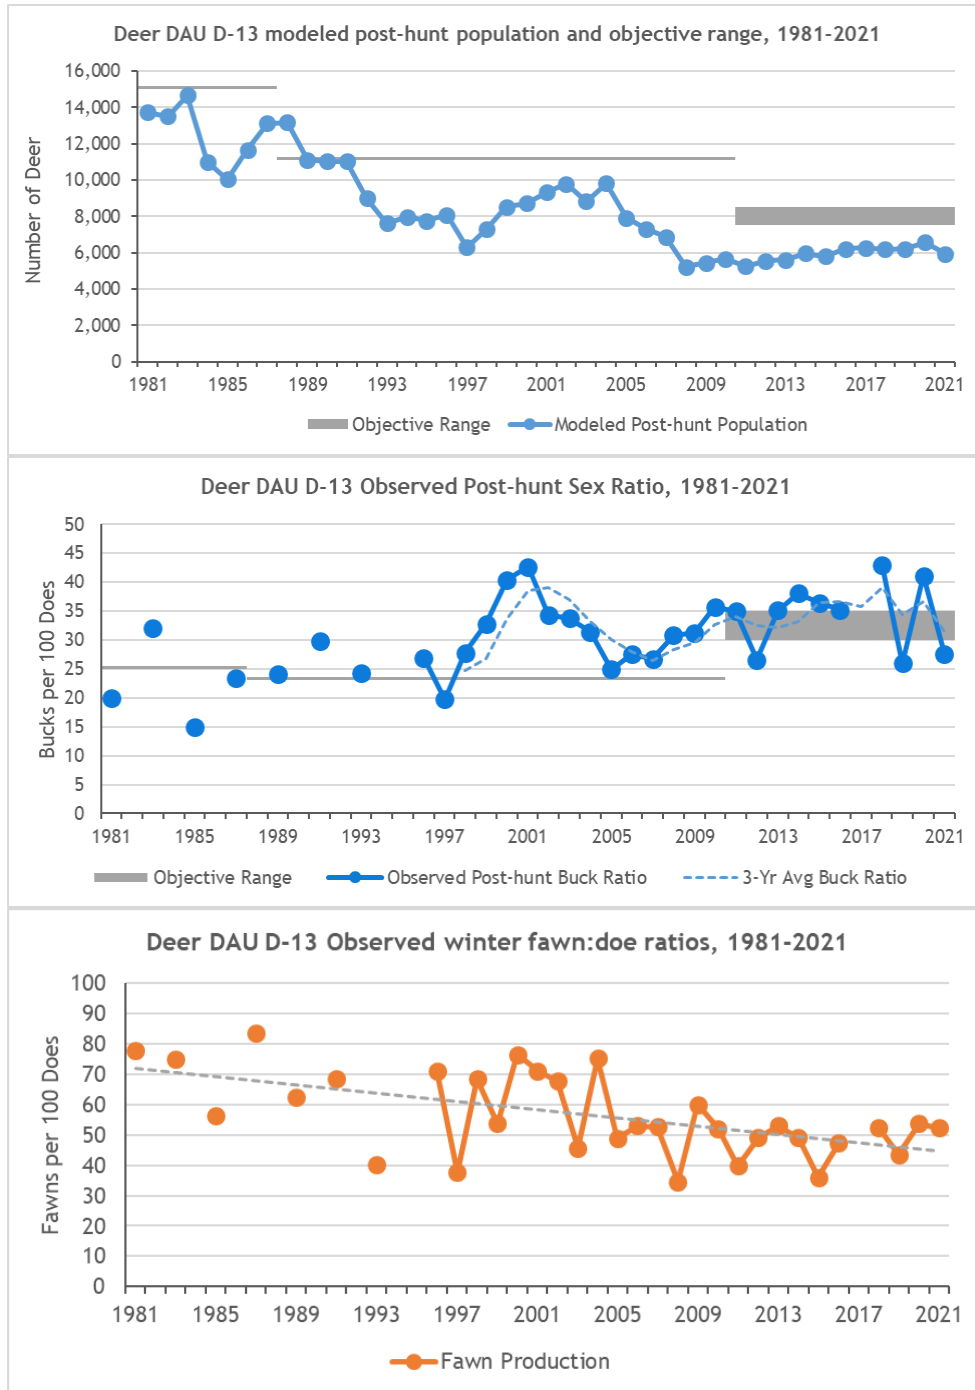 Deer DAU D-13 modeled post-hunt population and objective range, 1981-2021
Number of Deer
16,000
14,000
12,000
10,000
8,000
6,000
4,000
2,000
0
1981 1985 1989 1993 1997 2001 2005 2009 2013 2017 2021
Objective Range Modeled Post-hunt Population
Deer DAU D-13 Observed Post-hunt Sex Ratio, 1981-2021
Bucks per 100 Does
50
45
40
35
30
25
20
15
10
5
0
1981 1985 1989 1993 1997 2001 2005 2009 2013 2017 2021
Objective Range Observed Post-hunt Buck Ratio 3-Yr Avg Buck Ratio
Deer DAU D-13 Observed winter fawn:doe ratios, 1981-2021
Fawns per 100 Does
100
90
80
70
60
50
40
30
20
10
0
1981 1985 1989 1993 1997 2001 2005 2009 2013 2017 2021
Fawn Production